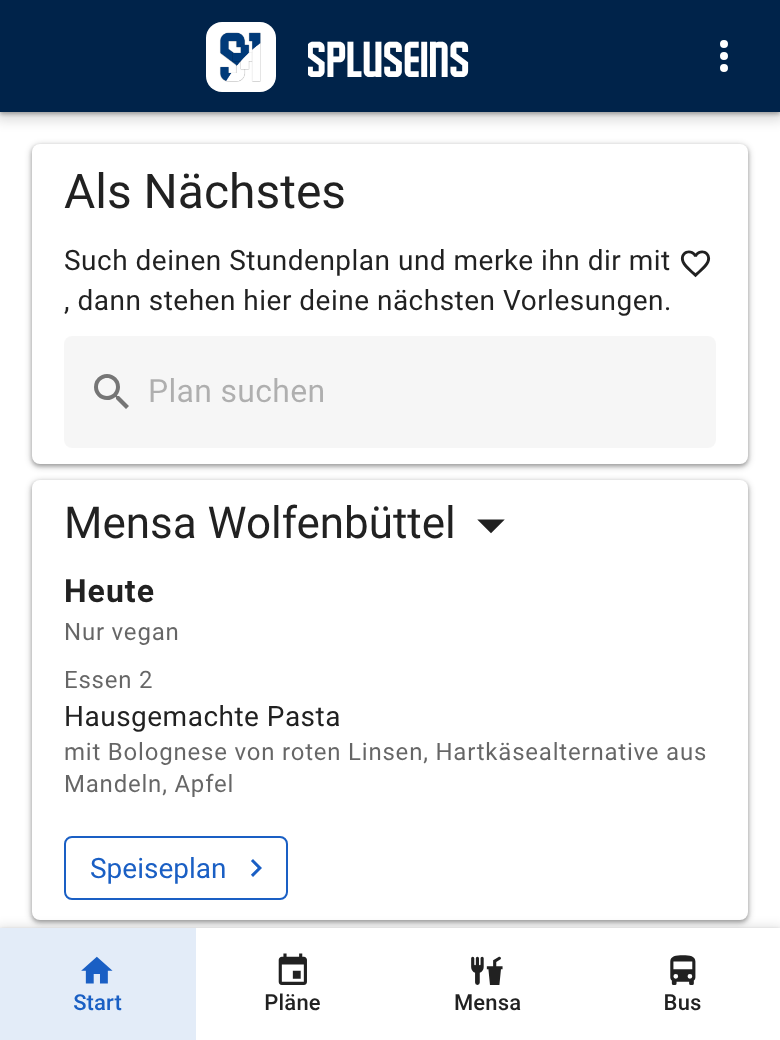 S+1
SPLUSEINS
Als Nächstes
Such deinen Stundenplan und merke ihn dir mit
, dann stehen hier deine nächsten Vorlesungen.
Plan suchen
Mensa Wolfenbüttel
Heute
Nur vegan
Essen 2
Hausgemachte Pasta
mit Bolognese von roten Linsen, Hartkäsealternative aus
Mandeln, Apfel
Speiseplan
Start
Pläne
Mensa
Bus